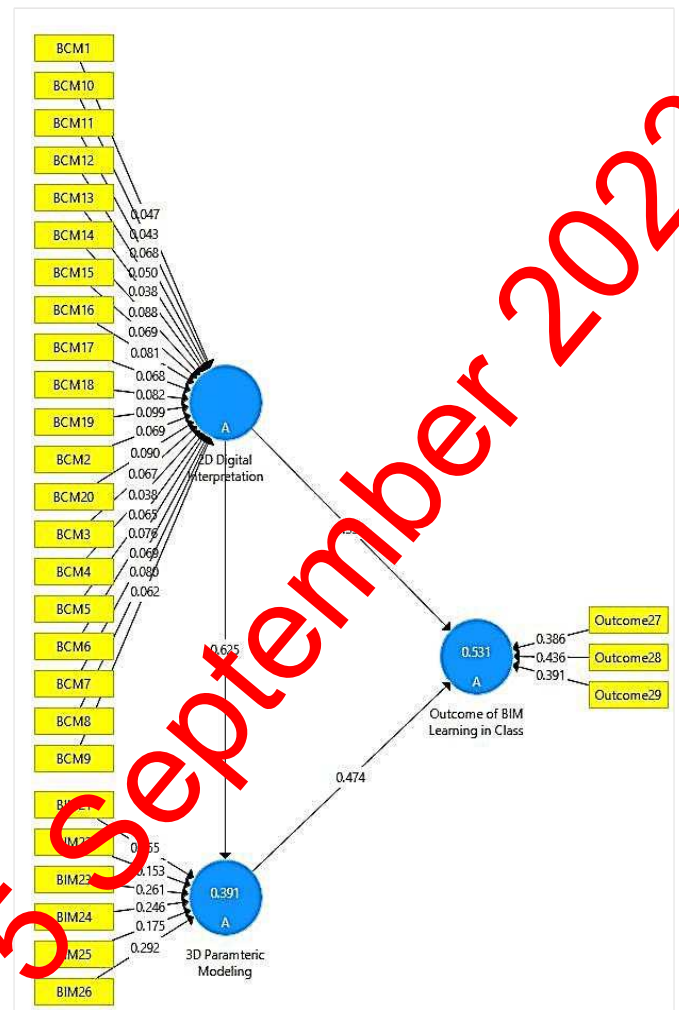 BCM1
BCM10
BCM11
BCM12
BCM13
BCM14
BCM15
BCM16
BCM17
BCM18
BCM19
BCM2
BCM20
BCM3
BCM4
BCM5
BCM6
BCM7
BCM8
BCM9
0.047
0.043
0.068
0.050
0.038
0.088
0.069
0.081
0.068
0.082
0.099
0.069
0.090
0.067
0.038
0.065
0.076
0.069
0.080
0.062
A
2D Digital
Interpretation
0.625
BIM23
BIM24
BIM26
0.153
0.261
0.246
0.175
0.292
0.391
A
3D Paramteric
Modeling
0.474
0.531
A
Outcome of BIM
Learning in Class
0.386
0.436
0.391
Outcome27
Outcome28
Outcome29
5 September 202